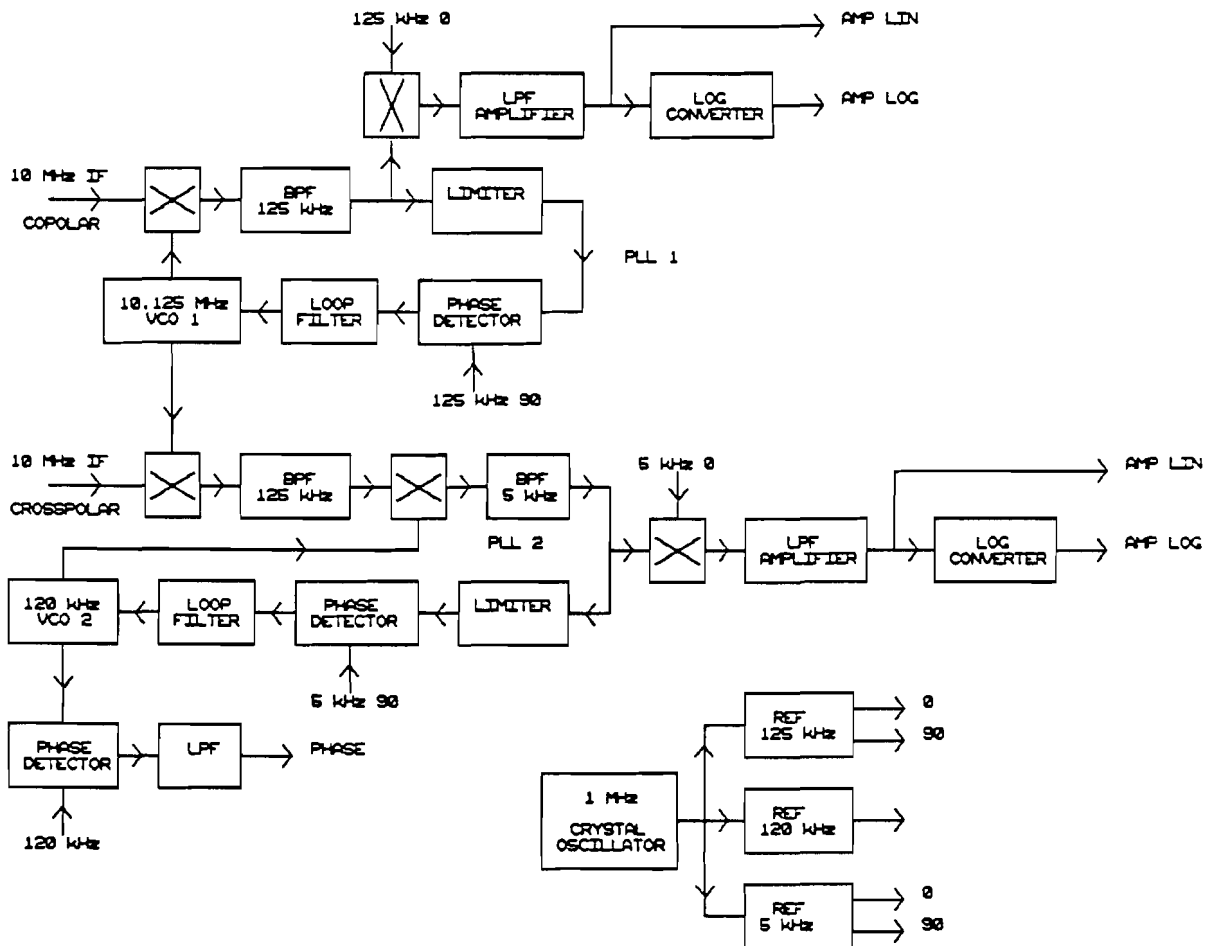 125 kHz 0
AMP LIN
LPF
AMPLIFIER
LOG
CONVERTER
AMP LOG
10 MHz IF
COPOLAR
BPF
125 kHz
LIMITER
PLL 1
10.125 MHz
VCO 1
LOOP
FILTER
PHASE
DETECTOR
125 kHz 90
10 MHz IF
CROSSPOLAR
BPF
125 kHz
BPF
5 kHz
5 kHz 0
AMP LIN
PLL 2
LPF
AMPLIFIER
LOG
CONVERTER
AMP LOG
120 kHz
VCO 2
LOOP
FILTER
PHASE
DETECTOR
LIMITER
5 kHz 90
PHASE
DETECTOR
LPF
PHASE
120 kHz
1 MHz
CRYSTAL
OSCILLATOR
REF
125 kHz
0
90
REF
120 kHz
REF
5 kHz
0
90